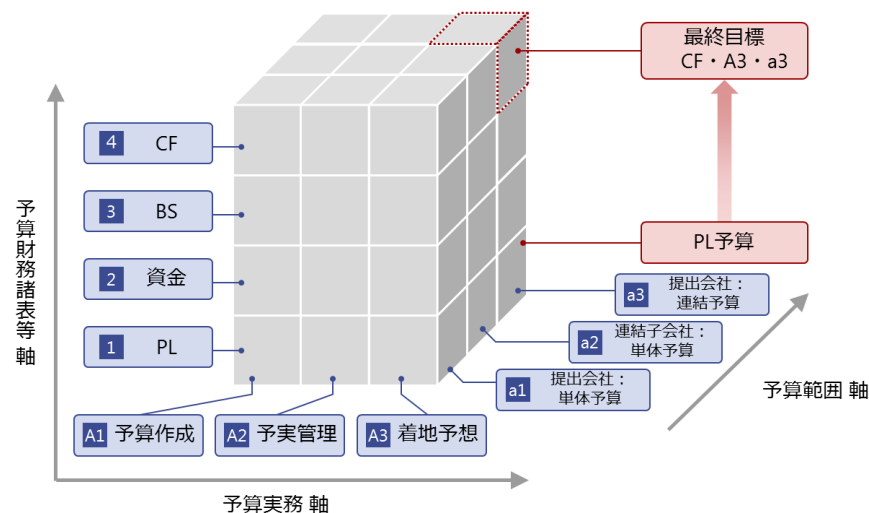 最終目標
CF・A3・a3
4 CF
3 BS
2 資金
1 PL
予算財務諸表等 軸
PL予算
a3 提出会社：
連結予算
a2 連結子会社：
単体予算
a1 提出会社：
単体予算
予算範囲 軸
A1 予算作成
A2 予実管理
A3 着地予想
予算実務 軸